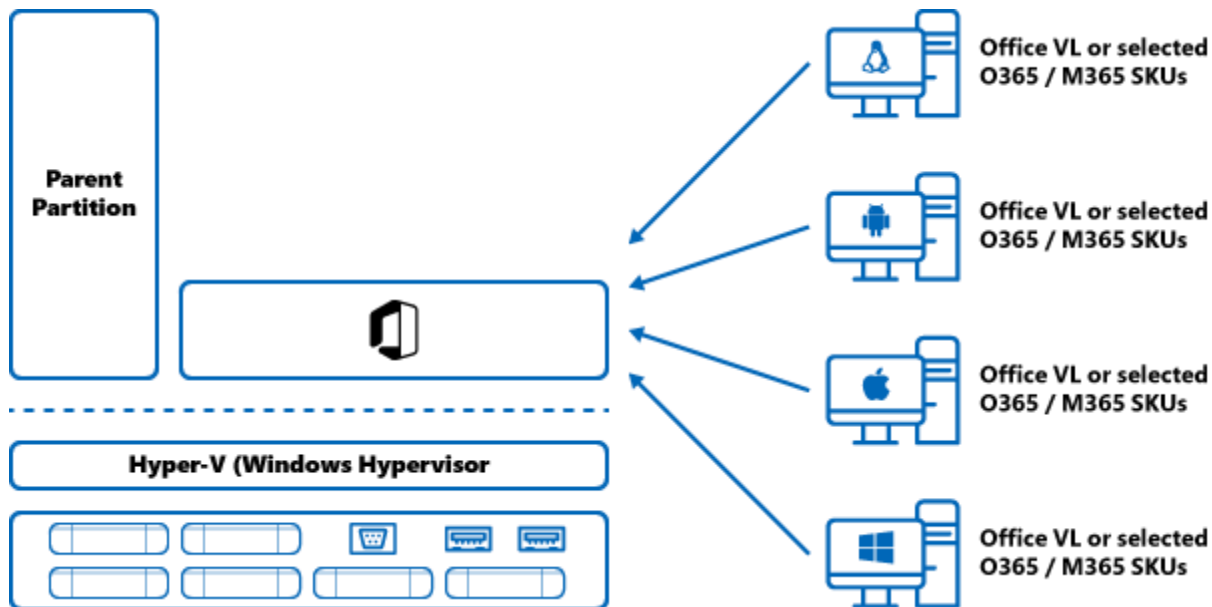 Parent
Partition
Hyper-V (Windows Hypervisor
Office VL or selected
O365 / M365 SKUs
Office VL or selected
O365 / M365 SKUs
Office VL or selected
O365 / M365 SKUs
Office VL or selected
O365 / M365 SKUs